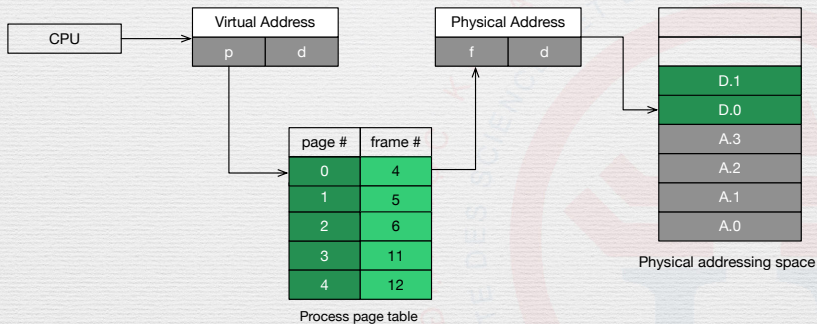 Virtual Address
Physical Address
CPU
p d
f d
D.1
D.0
A.3
A.2
A.1
A.0
Physical addressing space
page # frame #
0 4
1 5
2 6
3 11
4 12
Process page table